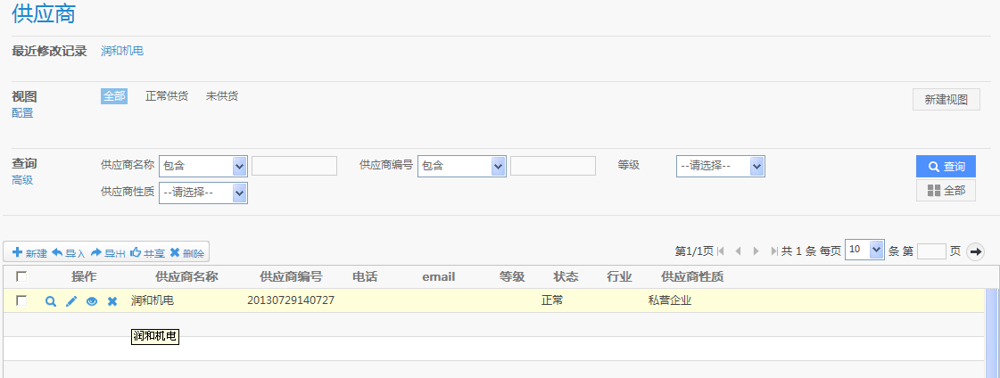 供应商
最近修改记录 润和机电
视图 全部 正常供货 未供货 新建视图
配置
查询 供应商名称 包含 供应商编号 包含 等级 --请选择-- 查询
高级
供应商性质 --请选择-- 全部
新建 导入 导出 共享 删除 第1/1页 共 1 条 每页 10 条 第 页
操作 供应商名称 供应商编号 电话 email 等级 状态 行业 供应商性质
润和机电 20130729140727 正常 私营企业
润和机电